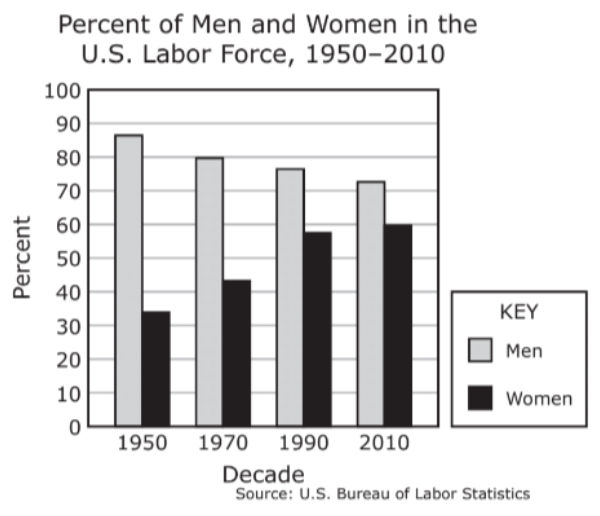 Percent of Men and Women in the
U.S. Labor Force, 1950–2010
100
90
80
70
60
50
40
30
20
10
0
Percent
1950 1970 1990 2010
Decade
KEY
Men
Women
Source: U.S. Bureau of Labor Statistics